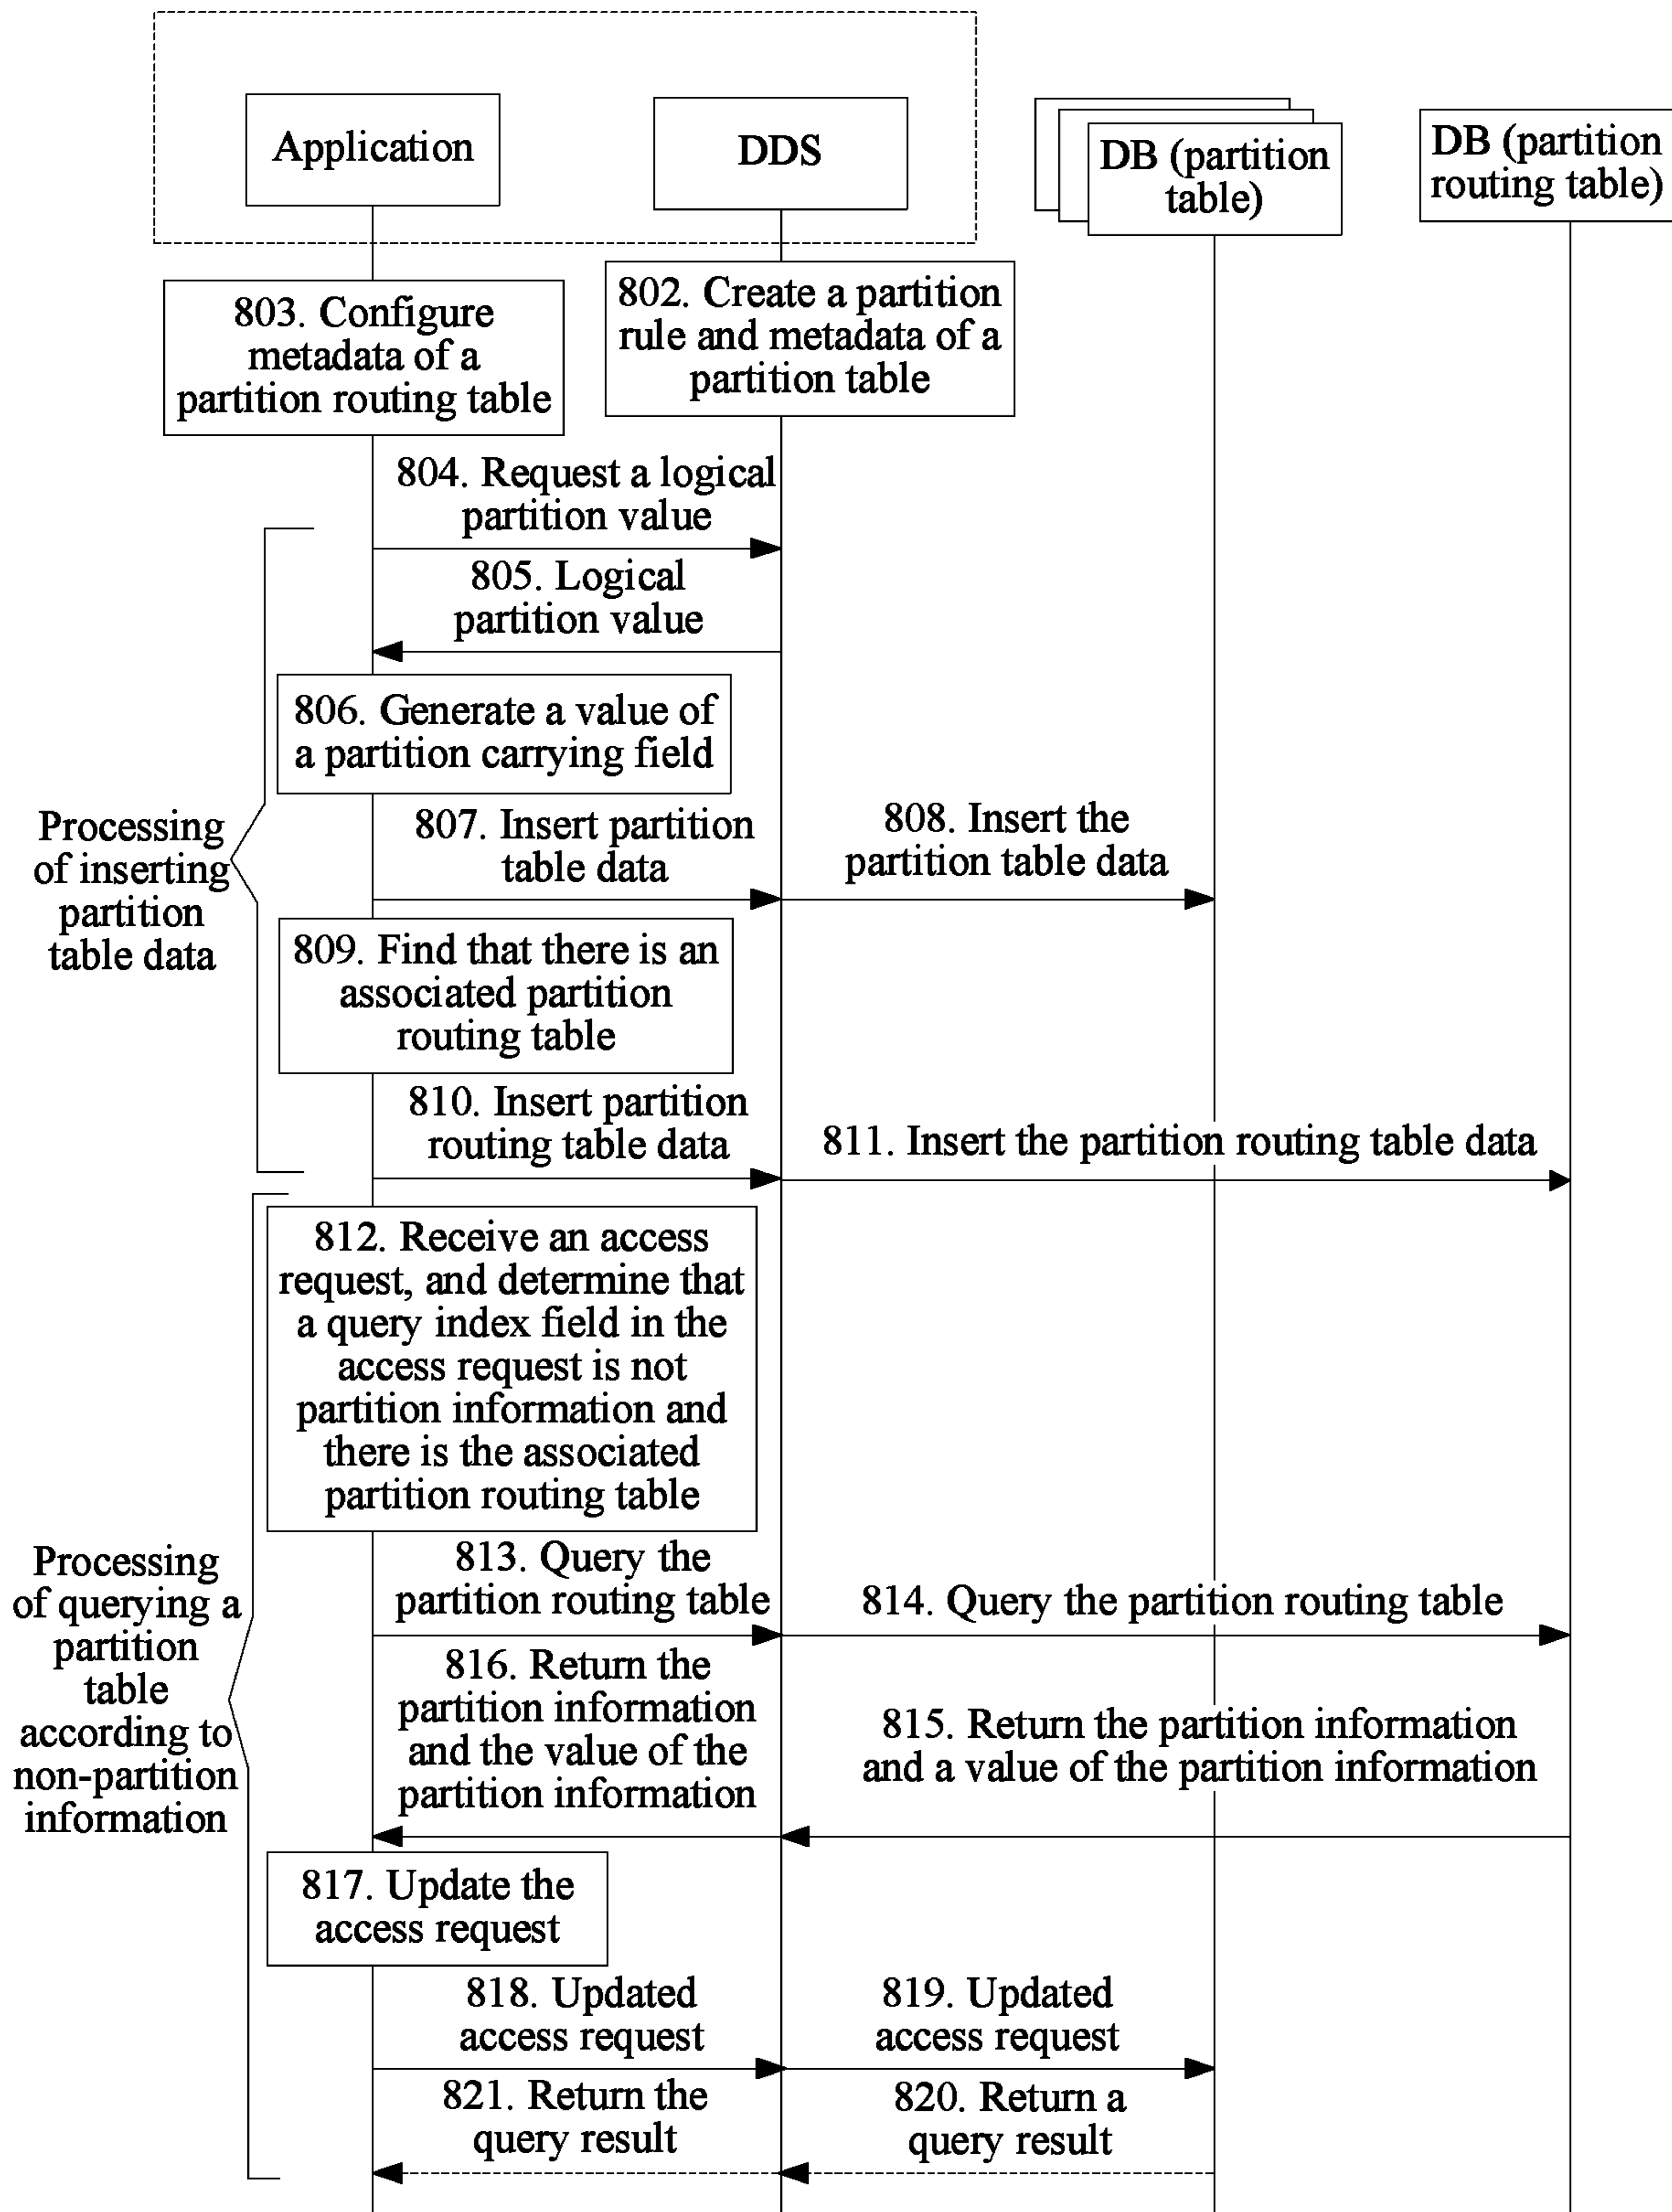 Application
DDS
DB (partition
table)
DB (partition
routing table)
803. Configure
metadata of a
partition routing table
802. Create a partition
rule and metadata of a
partition table
804. Request a logical
partition value
805. Logical
partition value
806. Generate a value of
a partition carrying field
Processing
of inserting
partition
table data
807. Insert partition
table data
808. Insert the
partition table data
809. Find that there is an
associated partition
routing table
810. Insert partition
routing table data
811. Insert the partition routing table data
812. Receive an access
request, and determine that
a query index field in the
access request is not
partition information and
there is the associated
partition routing table
Processing
of querying a
partition
table
according to
non-partition
information
813. Query the
partition routing table
814. Query the partition routing table
816. Return the
partition information
and the value of the
partition information
815. Return the partition information
and a value of the partition information
817. Update the
access request
818. Updated
access request
819. Updated
access request
821. Return the
query result
820. Return a
query result